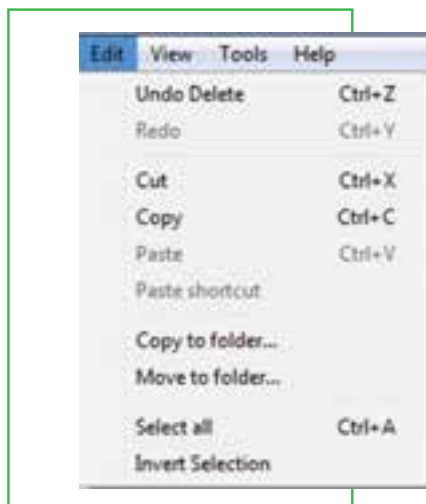 Edit View Tools Help
Undo Delete Ctrl+Z
Redo Ctrl+Y
Cut Ctrl+X
Copy Ctrl+C
Paste Ctrl+V
Paste shortcut
Copy to folder...
Move to folder...
Select all Ctrl+A
Invert Selection